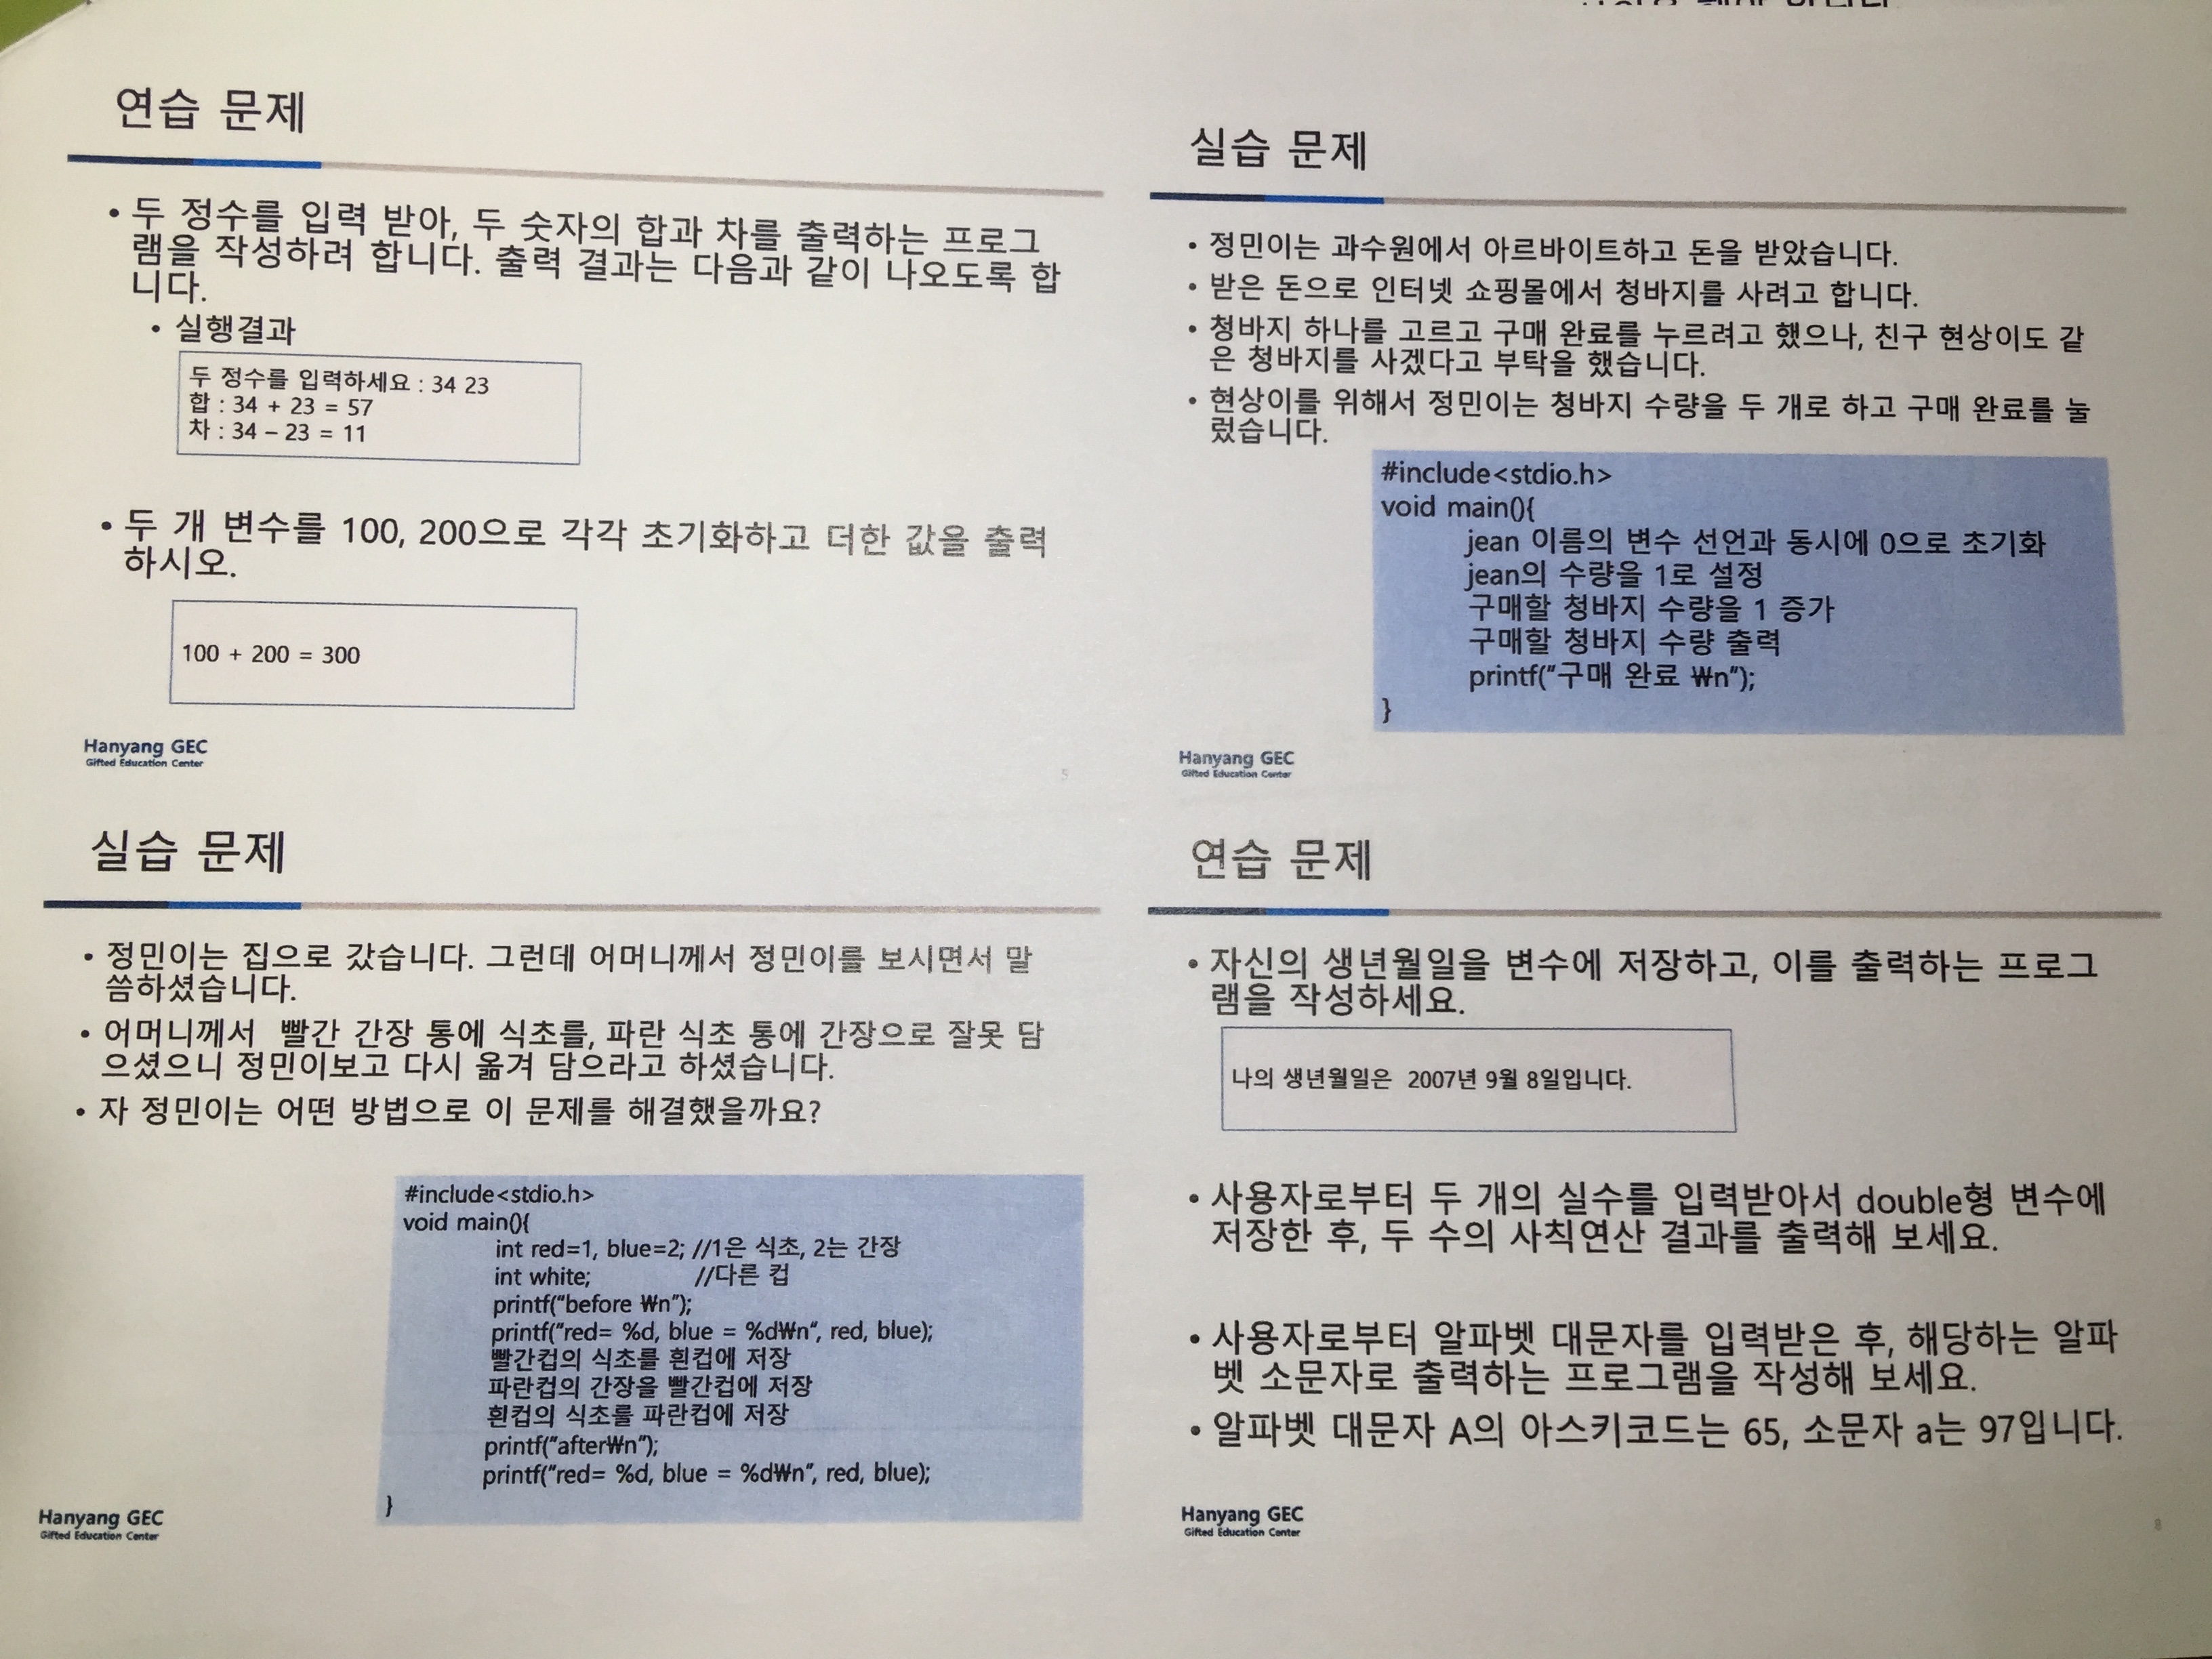 연습 문제
• 두 정수를 입력 받아, 두 숫자의 합과 차를 출력하는 프로그
램을 작성하려 합니다. 출력 결과는 다음과 같이 나오도록 합
니다.
• 실행결과
두 정수를 입력하세요 : 34 23
합 : 34 + 23 = 57
차 : 34 – 23 = 11
• 두 개 변수를 100, 200으로 각각 초기화하고 더한 값을 출력
하시오.
100 + 200 = 300
Hanyang GEC
Gifted Education Center
5
실습 문제
• 정민이는 과수원에서 아르바이트하고 돈을 받았습니다.
• 받은 돈으로 인터넷 쇼핑몰에서 청바지를 사려고 합니다.
• 청바지 하나를 고르고 구매 완료를 누르려고 했으나, 친구 현상이도 같
은 청바지를 사겠다고 부탁을 했습니다.
• 현상이를 위해서 정민이는 청바지 수량을 두 개로 하고 구매 완료를 눌
렀습니다.
#include<stdio.h>
void main(){
jean 이름의 변수 선언과 동시에 0으로 초기화
jean의 수량을 1로 설정
구매할 청바지 수량을 1 증가
구매할 청바지 수량 출력
printf("구매 완료 ₩n");
}
Hanyang GEC
Gifted Education Center
실습 문제
• 정민이는 집으로 갔습니다. 그런데 어머니께서 정민이를 보시면서 말
씀하셨습니다.
• 어머니께서 빨간 간장 통에 식초를, 파란 식초 통에 간장으로 잘못 담
으셨으니 정민이보고 다시 옮겨 담으라고 하셨습니다.
• 자 정민이는 어떤 방법으로 이 문제를 해결했을까요?
#include<stdio.h>
void main(){
int red=1, blue=2; //1은 식초, 2는 간장
int white; //다른 컵
printf("before ₩n");
printf("red= %d, blue = %d₩n", red, blue);
빨간컵의 식초를 흰컵에 저장
파란컵의 간장을 빨간컵에 저장
흰컵의 식초를 파란컵에 저장
printf("after₩n");
printf("red= %d, blue = %d₩n", red, blue);
}
Hanyang GEC
Gifted Education Center
연습 문제
• 자신의 생년월일을 변수에 저장하고, 이를 출력하는 프로그
램을 작성하세요.
나의 생년월일은 2007년 9월 8일입니다.
• 사용자로부터 두 개의 실수를 입력받아서 double형 변수에
저장한 후, 두 수의 사칙연산 결과를 출력해 보세요.
• 사용자로부터 알파벳 대문자를 입력받은 후, 해당하는 알파
벳 소문자로 출력하는 프로그램을 작성해 보세요.
• 알파벳 대문자 A의 아스키코드는 65, 소문자 a는 97입니다.
Hanyang GEC
Gifted Education Center
8